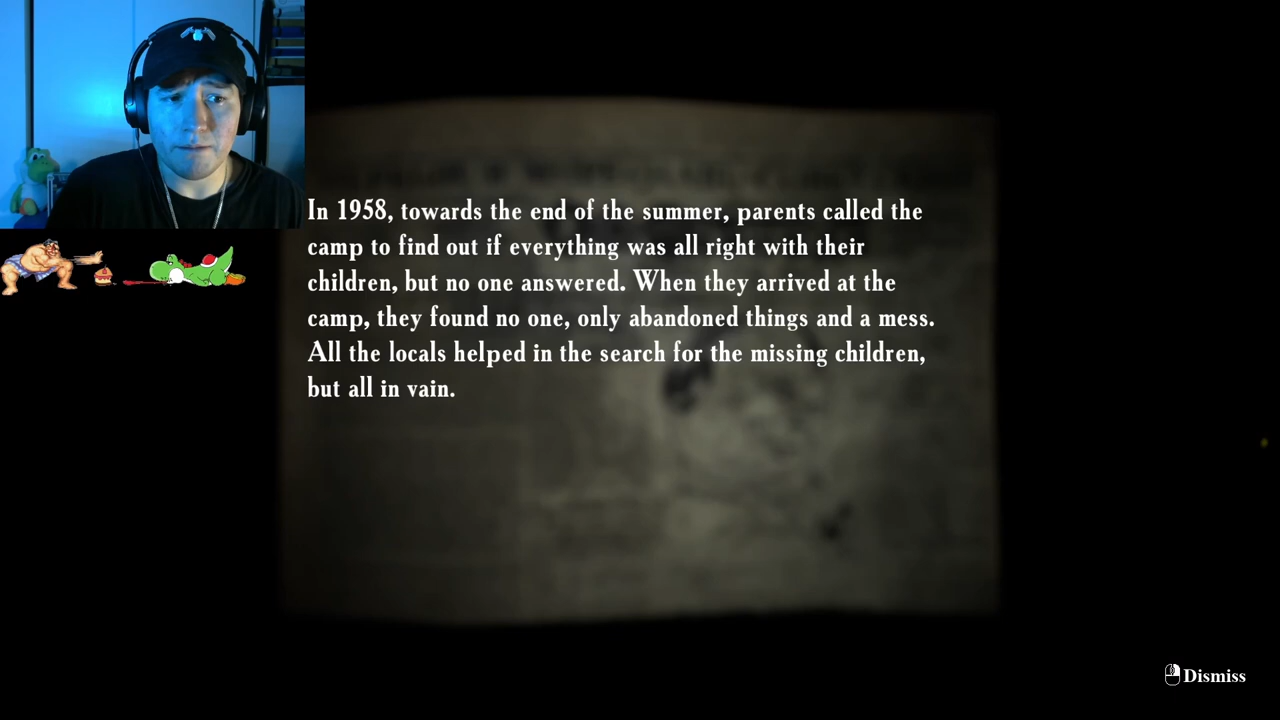 In 1958, towards the end of the summer, parents called the
camp to find out if everything was all right with their
children, but no one answered. When they arrived at the
camp, they found no one, only abandoned things and a mess.
All the locals helped in the search for the missing children,
but all in vain.
Dismiss